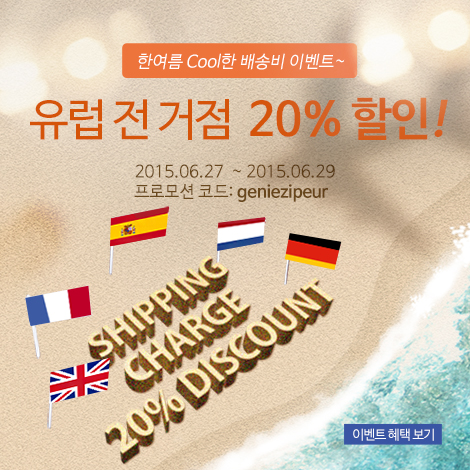 한여름 Cool한 배송비 이벤트~
유럽 전 거점 20% 할인!
2015.06.27 ~ 2015.06.29
프로모션 코드: geniezipeur
SHIPPING
CHARGE
20% DISCOUNT
이벤트 혜택 보기